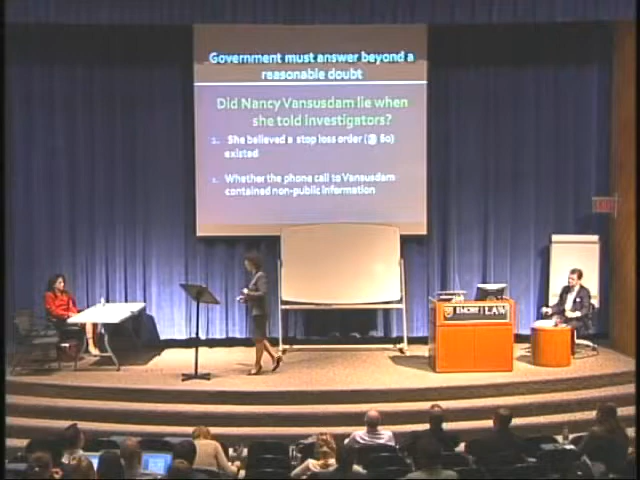 Government must answer beyond a
reasonable doubt
Did Nancy Vansusdam lie when
she told investigators?
She believed a stop loss order (@ 60)
existed
Whether the phone call to Vansusdam
contained non-public information
EMORY LAW